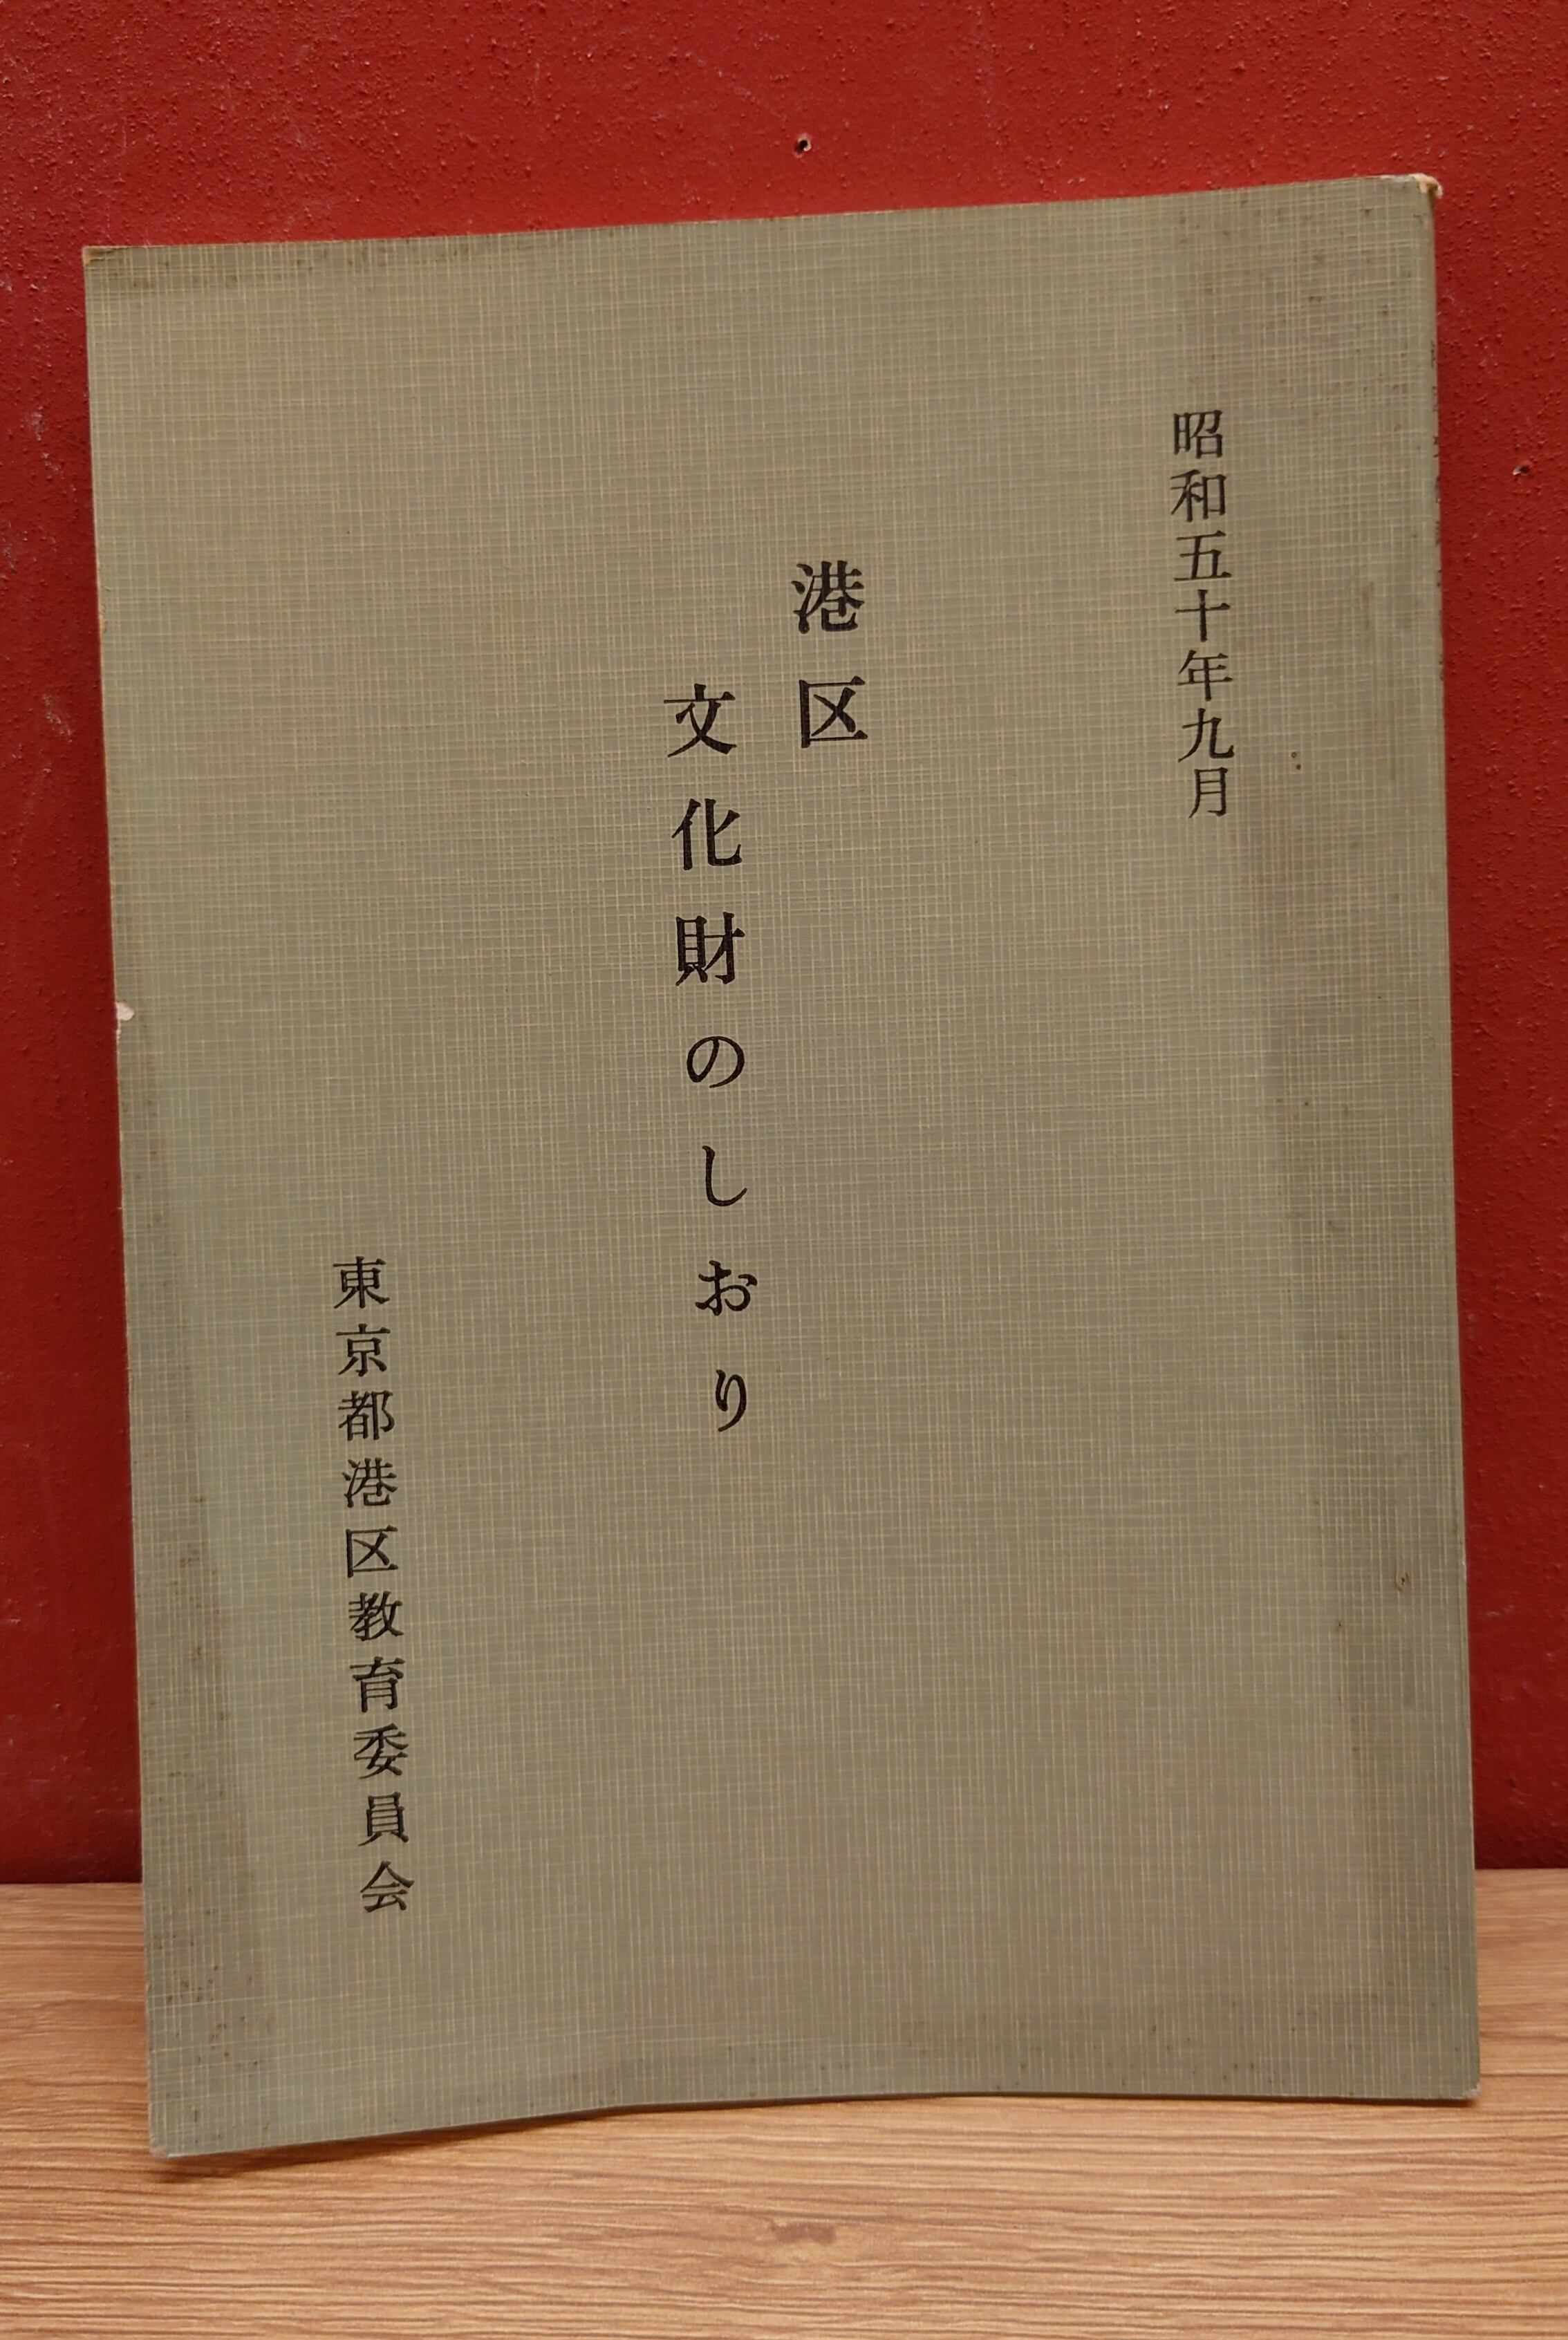 昭和五十年九月
港区
文化財のしおり
東京都港区教育委員会